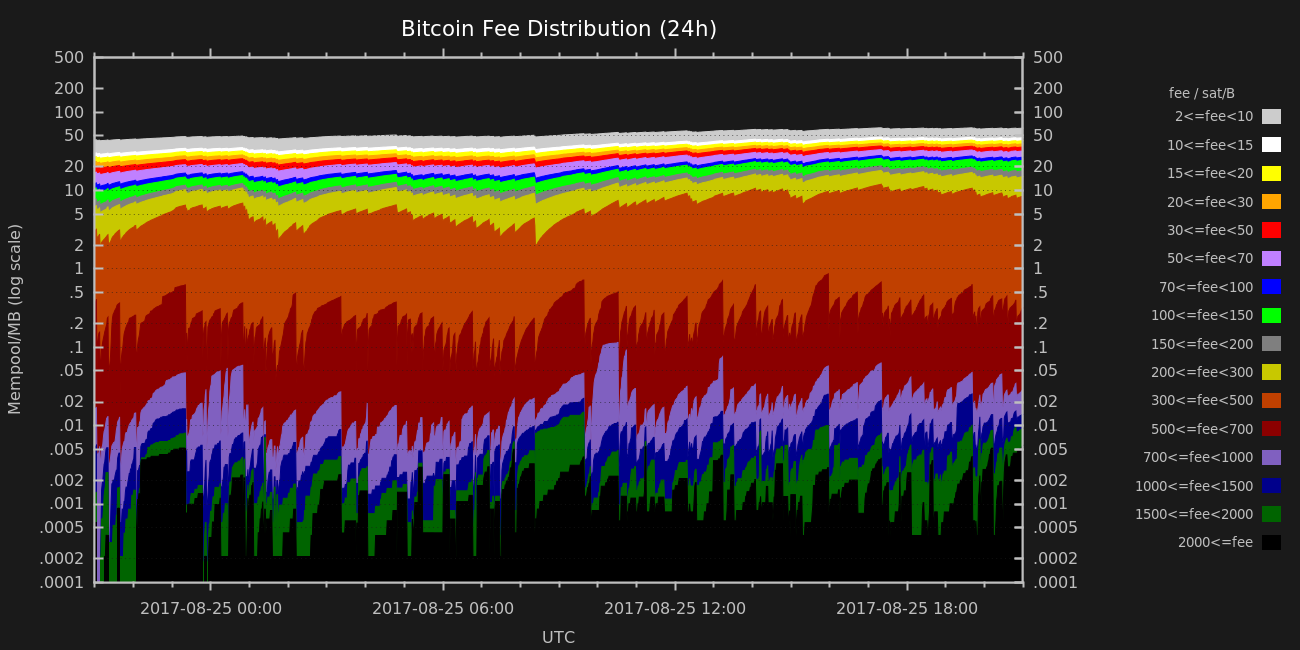 Bitcoin Fee Distribution (24h)
500
200
100
50
20
10
5
2
1
.5
.2
.1
.05
.02
.01
.005
.002
.001
.0005
.0002
.0001
Mempool/MB (log scale)
500
200
100
50
20
10
5
2
1
.5
.2
.1
.05
.02
.01
.005
.002
.001
.0005
.0002
.0001
2017-08-25 00:00
2017-08-25 06:00
2017-08-25 12:00
2017-08-25 18:00
UTC
fee / sat/B
2<=fee<10
10<=fee<15
15<=fee<20
20<=fee<30
30<=fee<50
50<=fee<70
70<=fee<100
100<=fee<150
150<=fee<200
200<=fee<300
300<=fee<500
500<=fee<700
700<=fee<1000
1000<=fee<1500
1500<=fee<2000
2000<=fee